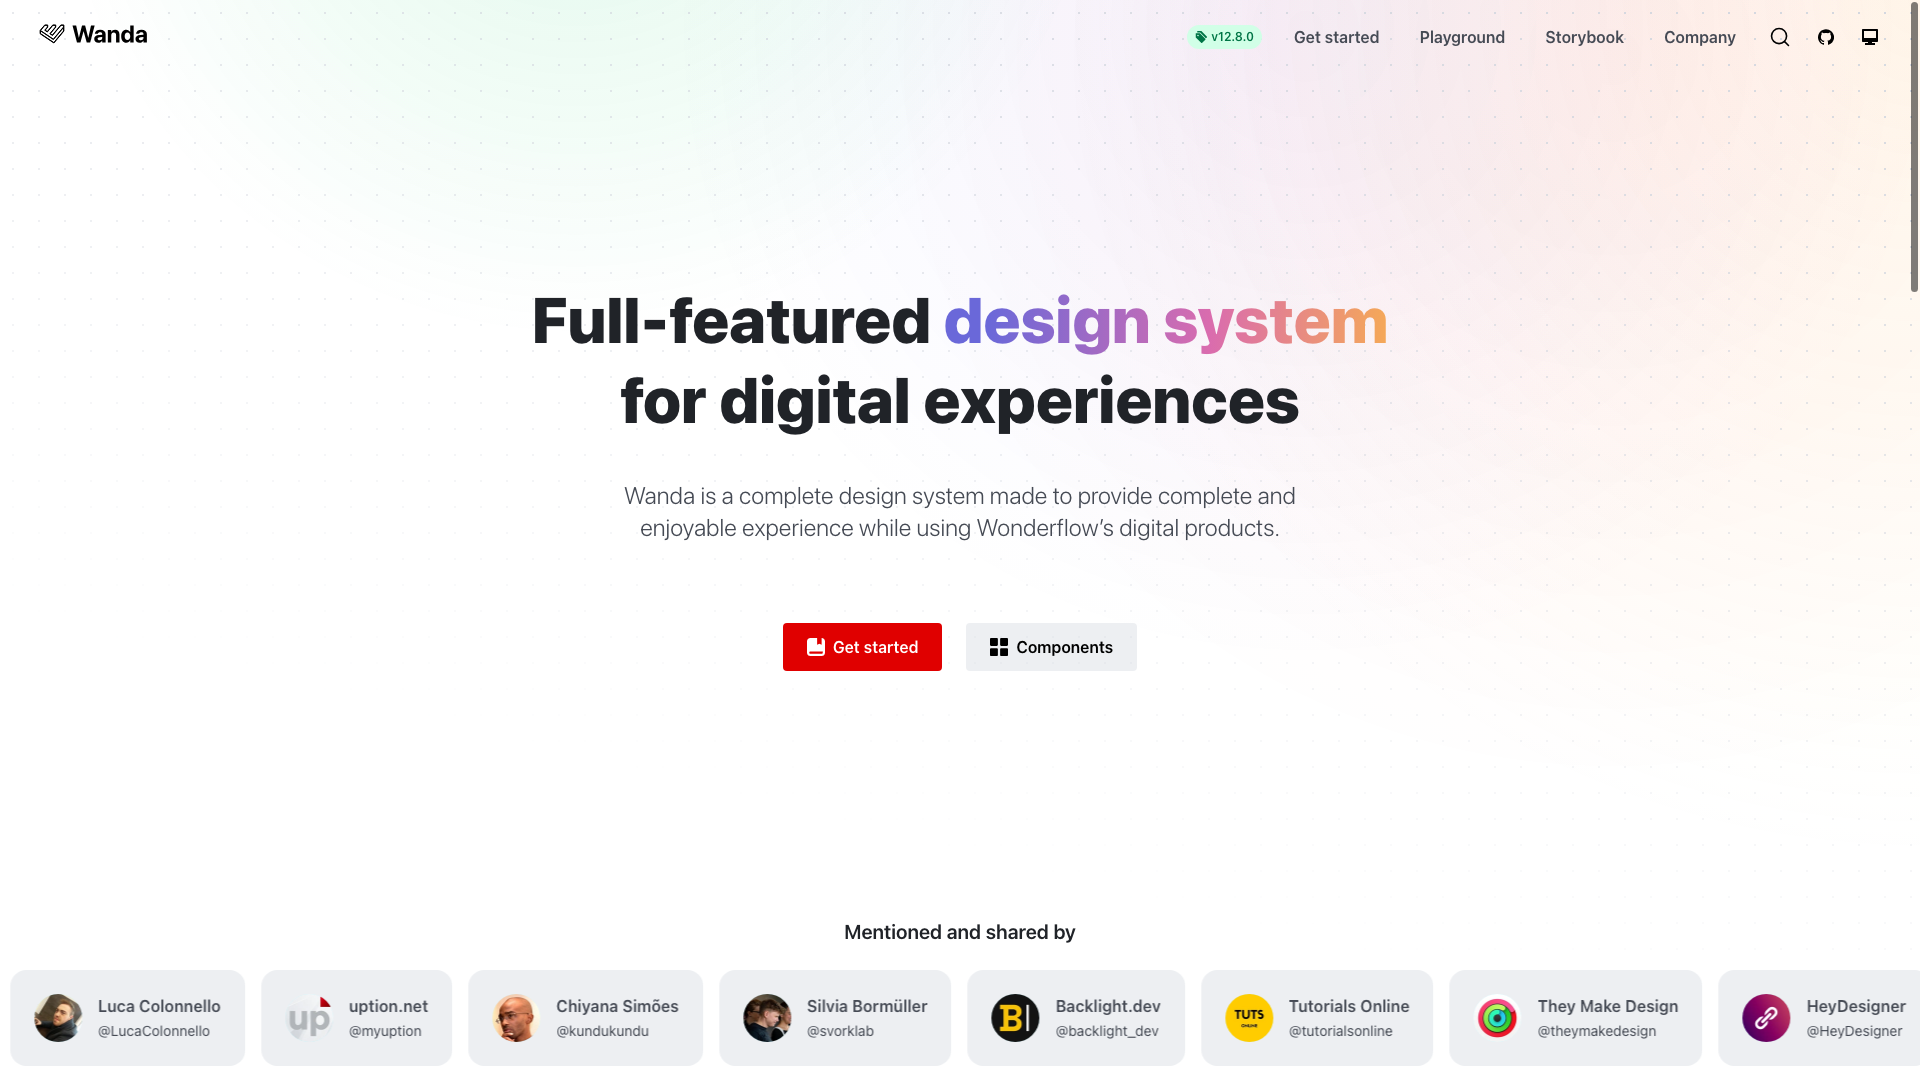 Wanda
v12.8.0
Get started
Playground
Storybook
Company
Full-featured design system
for digital experiences
Wanda is a complete design system made to provide complete and
enjoyable experience while using Wonderflow’s digital products.
Get started
Components
Mentioned and shared by
Luca Colonnello
@LucaColonnello
up
uption.net
@myuption
Chiyana Simões
@kundukundu
Silvia Bormüller
@svorklab
B
Backlight.dev
@backlight_dev
TUTS
ONLINE
Tutorials Online
@tutorialsonline
They Make Design
@theymakedesign
HeyDesigner
@HeyDesigner